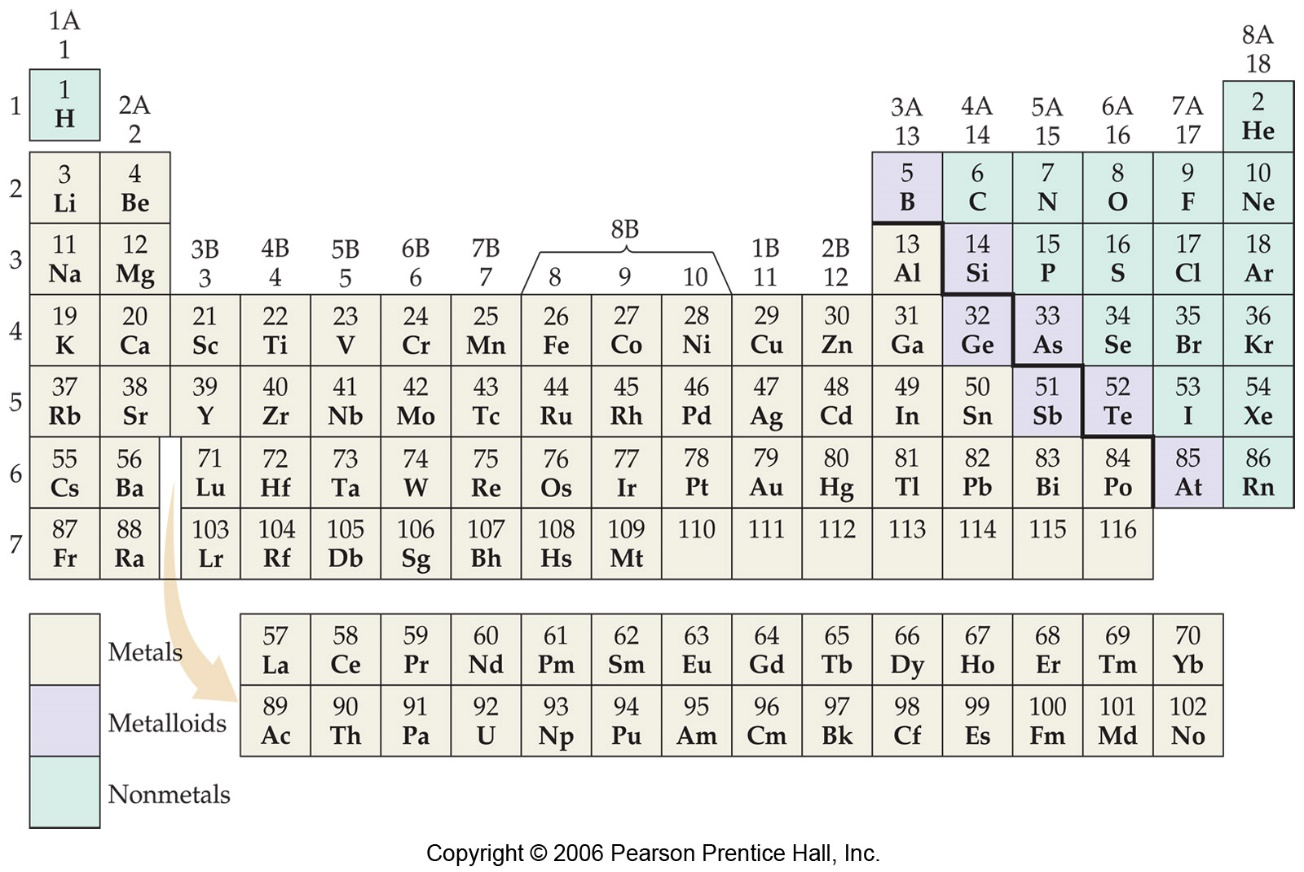 1A
1
8A
18
1
1
H
2A
2
3A
13
4A
14
5A
15
6A
16
7A
17
2
He
2
3
Li
4
Be
5
B
6
C
7
N
8
O
9
F
10
Ne
3
11
Na
12
Mg
3B
3
4B
4
5B
5
6B
6
7B
7
8B
8 9 10
1B
11
2B
12
13
Al
14
Si
15
P
16
S
17
Cl
18
Ar
4
19
K
20
Ca
21
Sc
22
Ti
23
V
24
Cr
25
Mn
26
Fe
27
Co
28
Ni
29
Cu
30
Zn
31
Ga
32
Ge
33
As
34
Se
35
Br
36
Kr
5
37
Rb
38
Sr
39
Y
40
Zr
41
Nb
42
Mo
43
Tc
44
Ru
45
Rh
46
Pd
47
Ag
48
Cd
49
In
50
Sn
51
Sb
52
Te
53
I
54
Xe
6
55
Cs
56
Ba
71
Lu
72
Hf
73
Ta
74
W
75
Re
76
Os
77
Ir
78
Pt
79
Au
80
Hg
81
Tl
82
Pb
83
Bi
84
Po
85
At
86
Rn
7
87
Fr
88
Ra
103
Lr
104
Rf
105
Db
106
Sg
107
Bh
108
Hs
109
Mt
110
111
112
113
114
115
116
Metals
57
La
58
Ce
59
Pr
60
Nd
61
Pm
62
Sm
63
Eu
64
Gd
65
Tb
66
Dy
67
Ho
68
Er
69
Tm
70
Yb
Metalloids
89
Ac
90
Th
91
Pa
92
U
93
Np
94
Pu
95
Am
96
Cm
97
Bk
98
Cf
99
Es
100
Fm
101
Md
102
No
Nonmetals
Copyright © 2006 Pearson Prentice Hall, Inc.